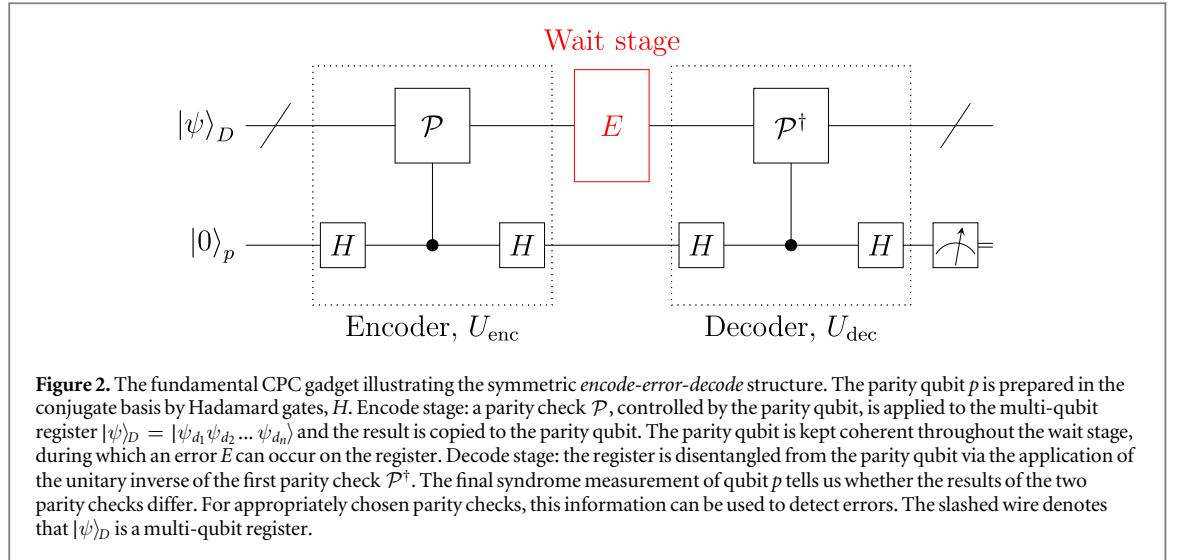 Wait stage
|ψ⟩_D 𝒫 E 𝒫†
|0⟩_p H H H H
Encoder, U_enc Decoder, U_dec
Figure 2. The fundamental CPC gadget illustrating the symmetric encode-error-decode structure. The parity qubit p is prepared in the
conjugate basis by Hadamard gates, H. Encode stage: a parity check 𝒫, controlled by the parity qubit, is applied to the multi-qubit
register |ψ⟩_D = |ψ_{d_1}ψ_{d_2} ... ψ_{d_n}⟩ and the result is copied to the parity qubit. The parity qubit is kept coherent throughout the wait stage,
during which an error E can occur on the register. Decode stage: the register is disentangled from the parity qubit via the application of
the unitary inverse of the first parity check 𝒫†. The final syndrome measurement of qubit p tells us whether the results of the two
parity checks differ. For appropriately chosen parity checks, this information can be used to detect errors. The slashed wire denotes
that |ψ⟩_D is a multi-qubit register.